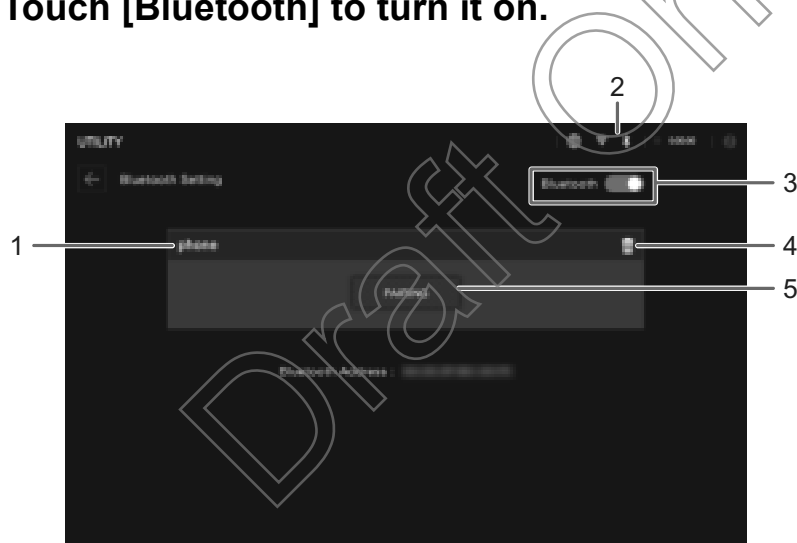 Touch [Bluetooth] to turn it on.
2
UTILITY
Bluetooth Setting
Bluetooth
3
1
phone
4
PAIRING
5
Bluetooth Address :
Draft